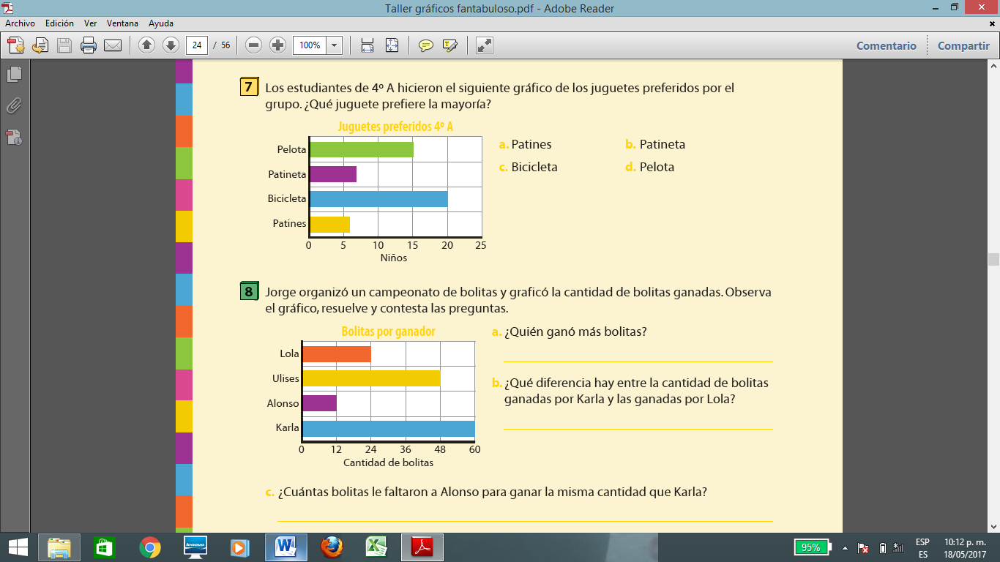 Taller gráficos fantabuloso.pdf - Adobe Reader
Archivo Edición Ver Ventana Ayuda
24 / 56 100% Comentario Compartir
7 Los estudiantes de 4º A hicieron el siguiente gráfico de los juguetes preferidos por el
grupo. ¿Qué juguete prefiere la mayoría?
Juguetes preferidos 4º A
Pelota
Patineta
Bicicleta
Patines
0 5 10 15 20 25
Niños
a. Patines b. Patineta
c. Bicicleta d. Pelota
8 Jorge organizó un campeonato de bolitas y graficó la cantidad de bolitas ganadas. Observa
el gráfico, resuelve y contesta las preguntas.
Bolitas por ganador
Lola
Ulises
Alonso
Karla
0 12 24 36 48 60
Cantidad de bolitas
a. ¿Quién ganó más bolitas?
b. ¿Qué diferencia hay entre la cantidad de bolitas
ganadas por Karla y las ganadas por Lola?
c. ¿Cuántas bolitas le faltaron a Alonso para ganar la misma cantidad que Karla?
lenovo
95%
ESP
ES
10:12 p. m.
18/05/2017